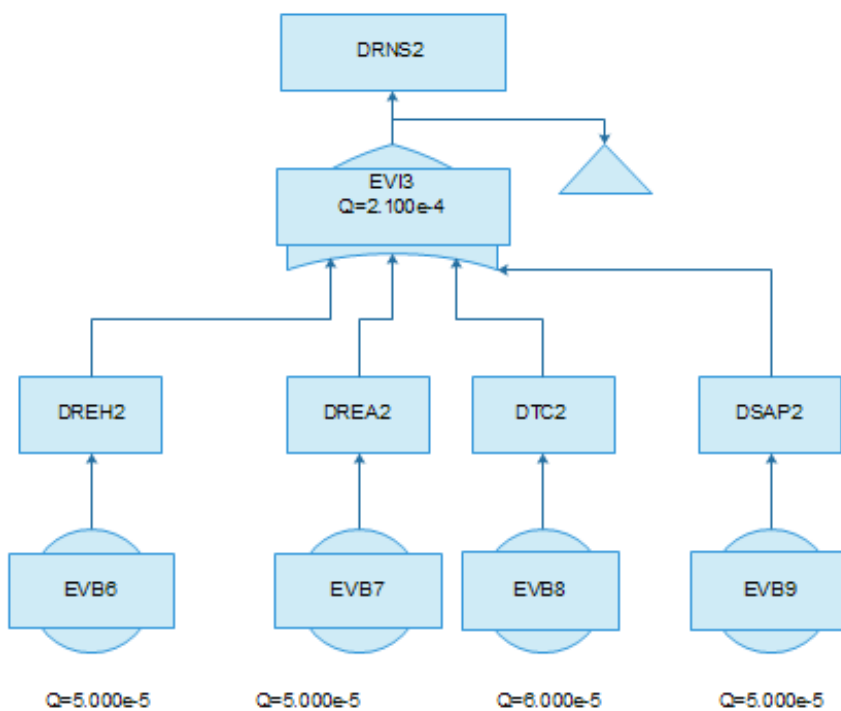 DRNS2
EVI3
Q=2.100e-4
DREH2
DREA2
DTC2
DSAP2
EVB6
EVB7
EVB8
EVB9
Q=5.000e-5
Q=5.000e-5
Q=6.000e-5
Q=5.000e-5